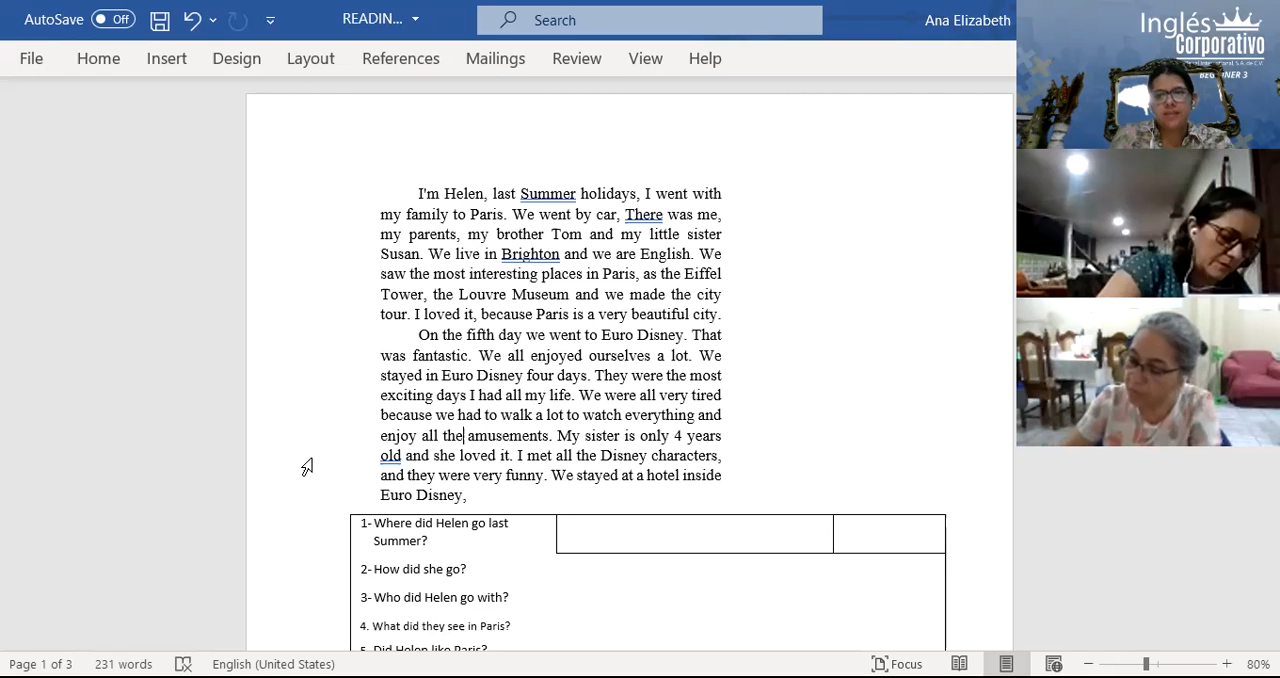 AutoSave Off READIN... Search Ana Elizabeth
File Home Insert Design Layout References Mailings Review View Help
Inglés
Corporativo
BEGINNER 3
I'm Helen, last Summer holidays, I went with
my family to Paris. We went by car, There was me,
my parents, my brother Tom and my little sister
Susan. We live in Brighton and we are English. We
saw the most interesting places in Paris, as the Eiffel
Tower, the Louvre Museum and we made the city
tour. I loved it, because Paris is a very beautiful city.
On the fifth day we went to Euro Disney. That
was fantastic. We all enjoyed ourselves a lot. We
stayed in Euro Disney four days. They were the most
exciting days I had all my life. We were all very tired
because we had to walk a lot to watch everything and
enjoy all the amusements. My sister is only 4 years
old and she loved it. I met all the Disney characters,
and they were very funny. We stayed at a hotel inside
Euro Disney,
1- Where did Helen go last
Summer?
2- How did she go?
3- Who did Helen go with?
4. What did they see in Paris?
5. Did Helen like Paris?
Page 1 of 3 231 words English (United States) Focus 80%